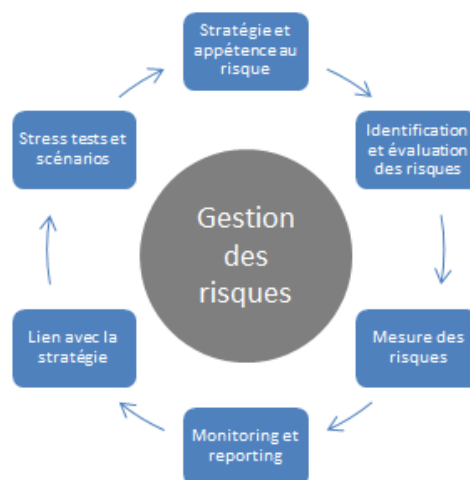 Stratégie et
appétence au
risque
Identification
et évaluation
des risques
Mesure des
risques
Monitoring et
reporting
Lien avec la
stratégie
Stress tests et
scénarios
Gestion
des
risques